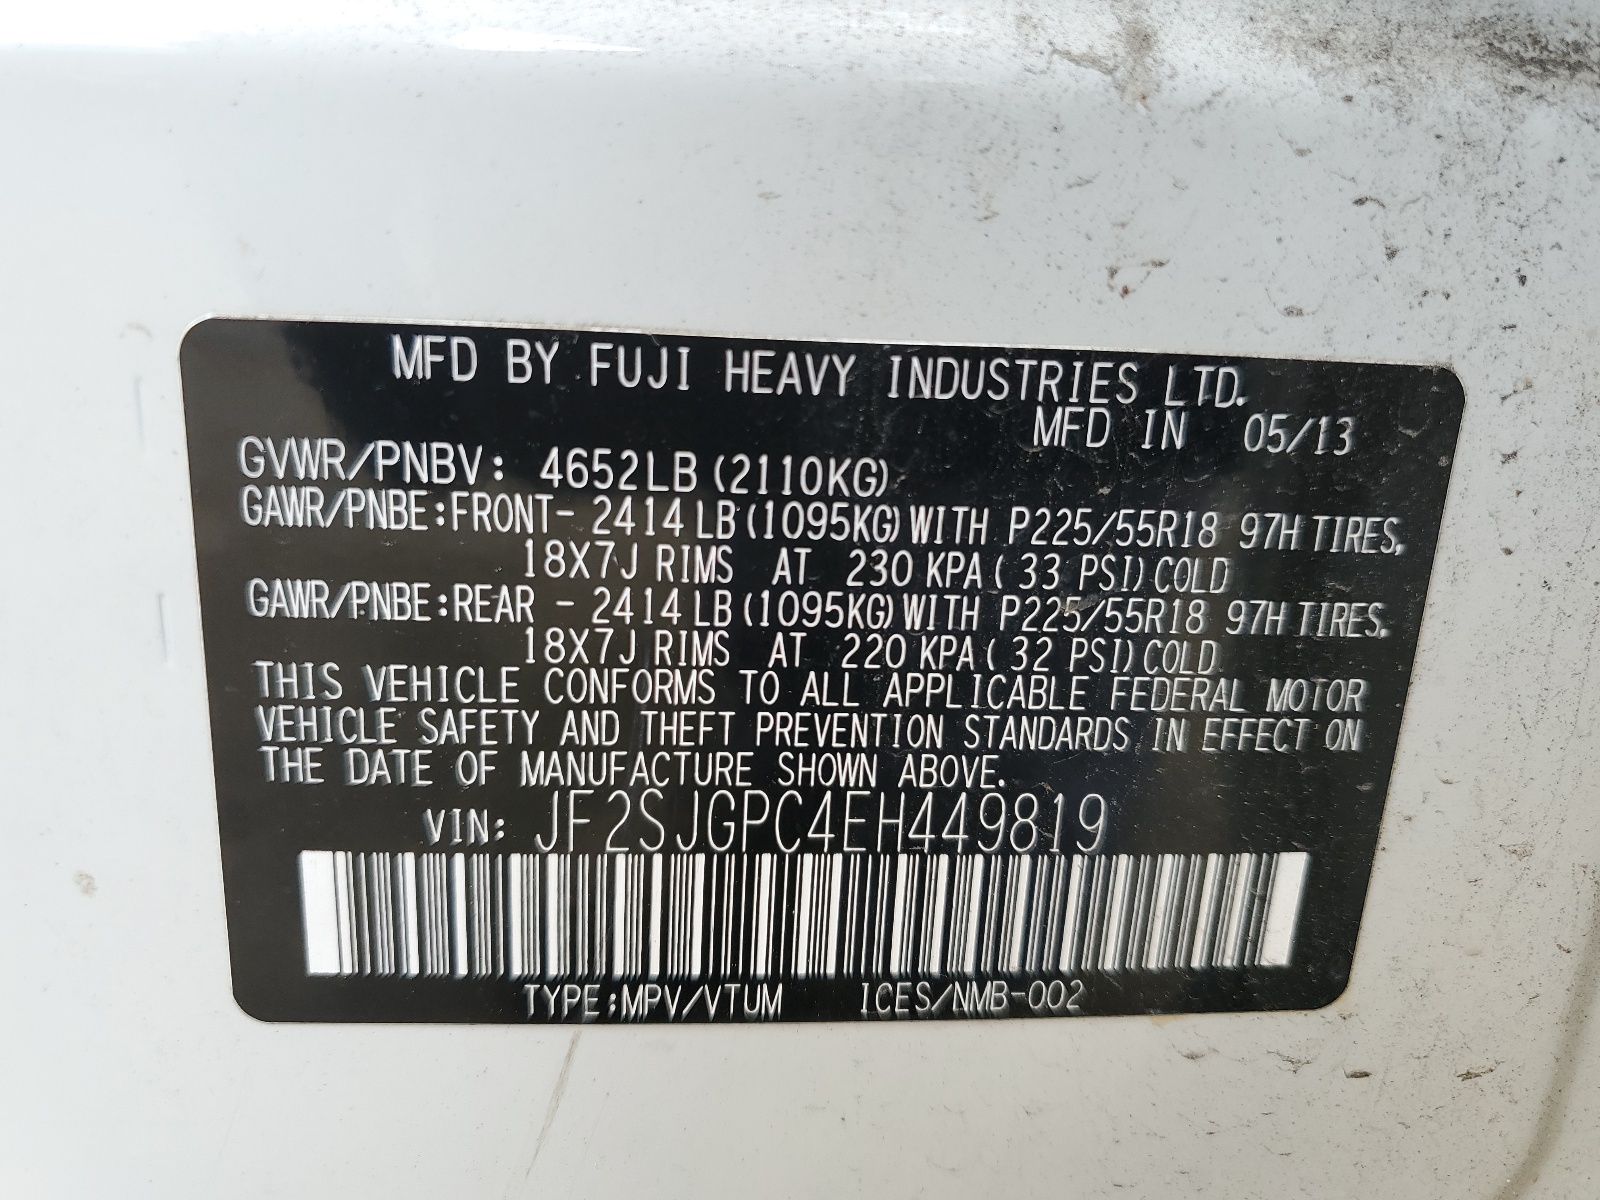 MFD BY FUJI HEAVY INDUSTRIES LTD.
MFD IN 05/13
GVWR/PNBV: 4652LB (2110KG)
GAWR/PNBE:FRONT- 2414 LB (1095KG) WITH P225/55R18 97H TIRES,
18X7J RIMS AT 230 KPA ( 33 PSI) COLD
GAWR/PNBE:REAR - 2414 LB (1095KG) WITH P225/55R18 97H TIRES,
18X7J RIMS AT 220 KPA ( 32 PSI) COLD
THIS VEHICLE CONFORMS TO ALL APPLICABLE FEDERAL MOTOR
VEHICLE SAFETY AND THEFT PREVENTION STANDARDS IN EFFECT ON
THE DATE OF MANUFACTURE SHOWN ABOVE.
VIN: JF2SJGPC4EH449819
TYPE:MPV/VTUM ICES/NMB-002